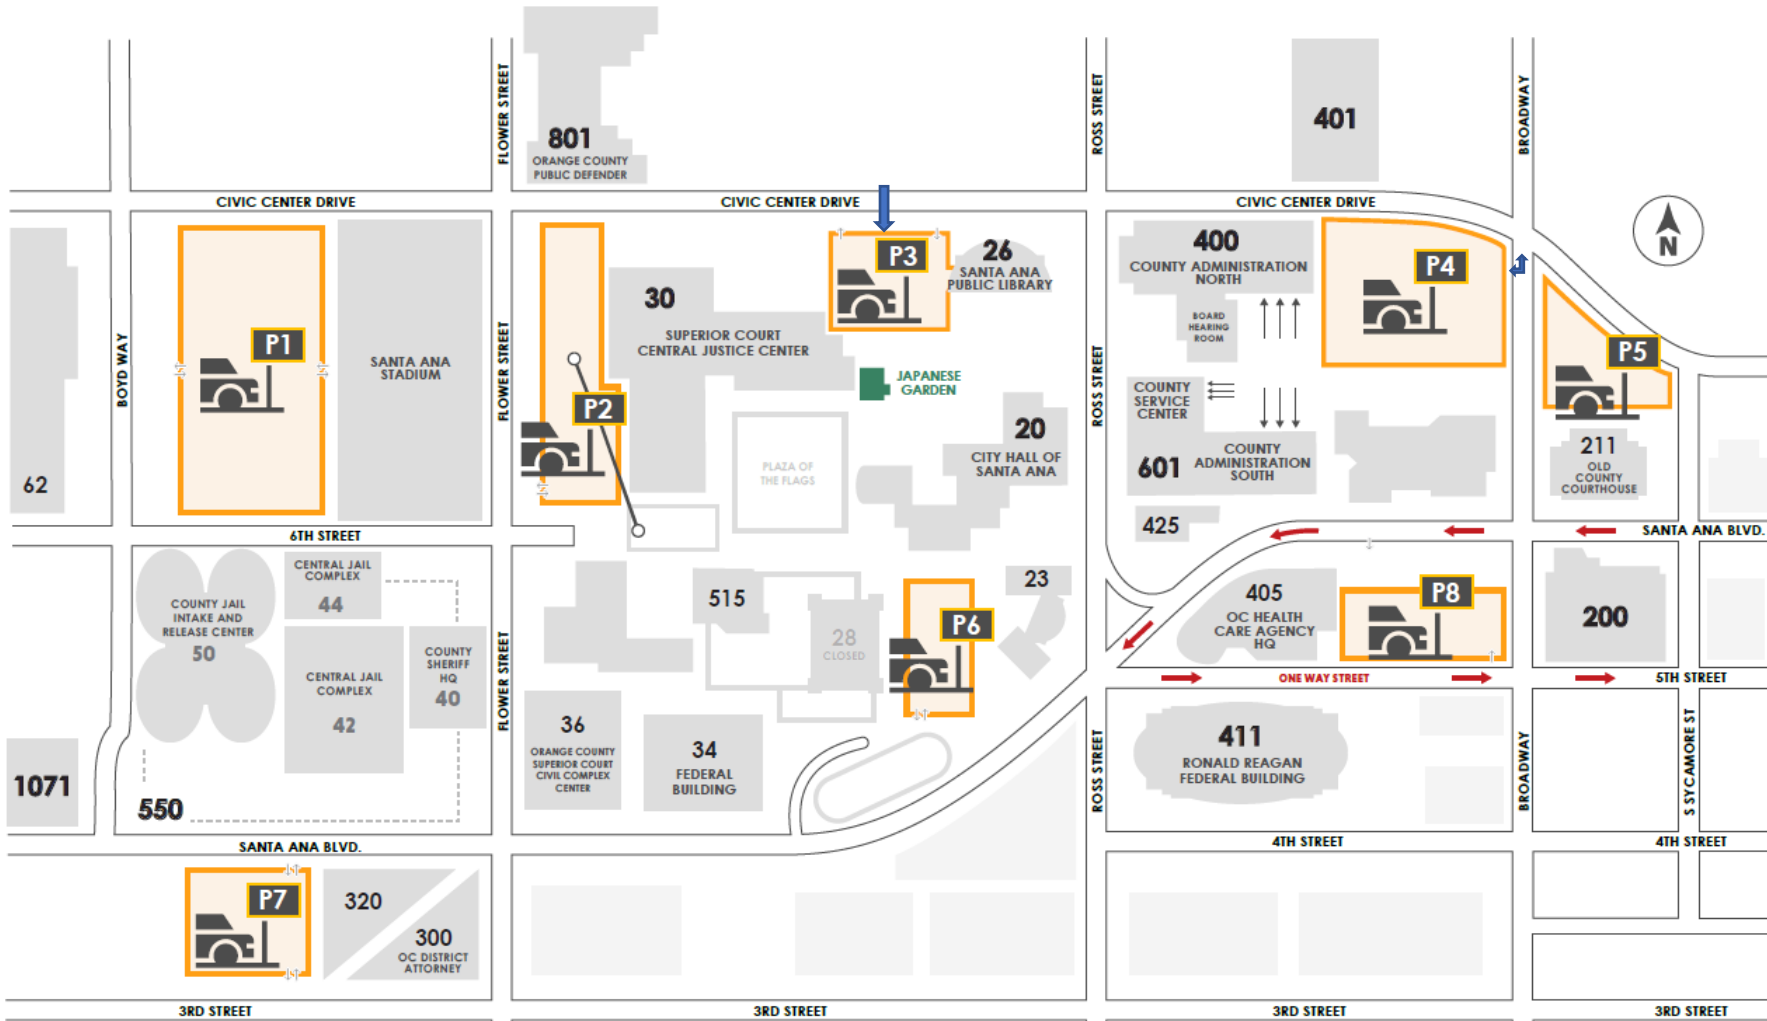 FLOWER STREET
ROSS STREET
BROADWAY
801
ORANGE COUNTY
PUBLIC DEFENDER
401
CIVIC CENTER DRIVE
CIVIC CENTER DRIVE
CIVIC CENTER DRIVE
N
P1
SANTA ANA
STADIUM
BOYD WAY
62
FLOWER STREET
P2
30
SUPERIOR COURT
CENTRAL JUSTICE CENTER
P3
26
SANTA ANA
PUBLIC LIBRARY
JAPANESE
GARDEN
PLAZA OF
THE FLAGS
20
CITY HALL OF
SANTA ANA
ROSS STREET
400
COUNTY ADMINISTRATION
NORTH
BOARD
HEARING
ROOM
COUNTY
SERVICE
CENTER
601
COUNTY
ADMINISTRATION
SOUTH
425
P4
P5
211
OLD
COUNTY
COURTHOUSE
6TH STREET
SANTA ANA BLVD.
COUNTY JAIL
INTAKE AND
RELEASE CENTER
50
CENTRAL JAIL
COMPLEX
44
CENTRAL JAIL
COMPLEX
42
COUNTY
SHERIFF
HQ
40
FLOWER STREET
515
28
CLOSED
P6
23
405
OC HEALTH
CARE AGENCY
HQ
P8
200
ONE WAY STREET
5TH STREET
1071
550
36
ORANGE COUNTY
SUPERIOR COURT
CIVIL COMPLEX
CENTER
34
FEDERAL
BUILDING
ROSS STREET
411
RONALD REAGAN
FEDERAL BUILDING
BROADWAY
S SYCAMORE ST
SANTA ANA BLVD.
4TH STREET
4TH STREET
P7
320
300
OC DISTRICT
ATTORNEY
3RD STREET
3RD STREET
3RD STREET
3RD STREET